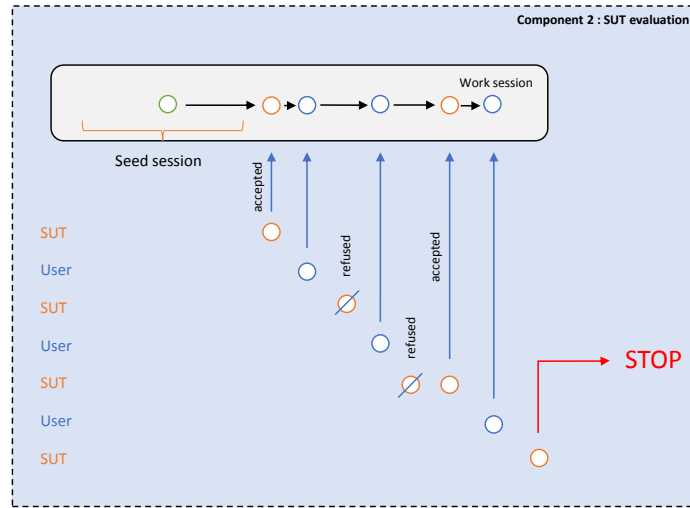 Component 2 : SUT evaluation
Work session
Seed session
accepted
SUT
User
refused
SUT
User
refused
accepted
STOP
SUT
User
SUT